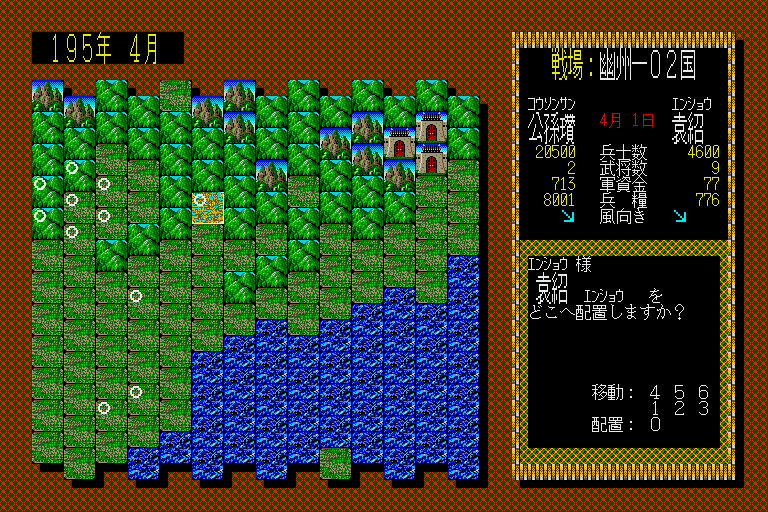 195年 4月
戦場:幽州一02国
コウソンサン エンショウ
公孫瓚 4月 1日 袁紹
20500 兵士数 4600
2 武将数 9
713 軍資金 77
8001 兵 糧 776
↘ 風向き ↘
エンショウ 様
袁紹 エンショウ を
どこへ配置しますか?
移動: 4 5 6
1 2 3
配置: 0